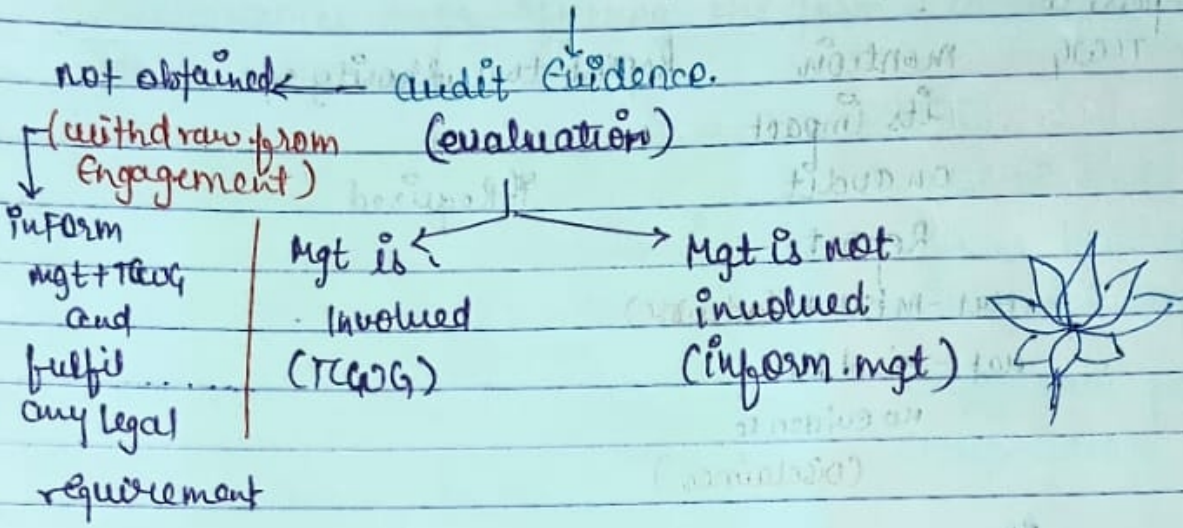 not obtained ← audit Evidence.
(withdraw from
Engagement)
(evaluation)
inform
mgt + TCWG
and
fulfil ......
any legal
requirement
Mgt is
Involved
(TCWG)
Mgt is not
involved
(inform mgt)